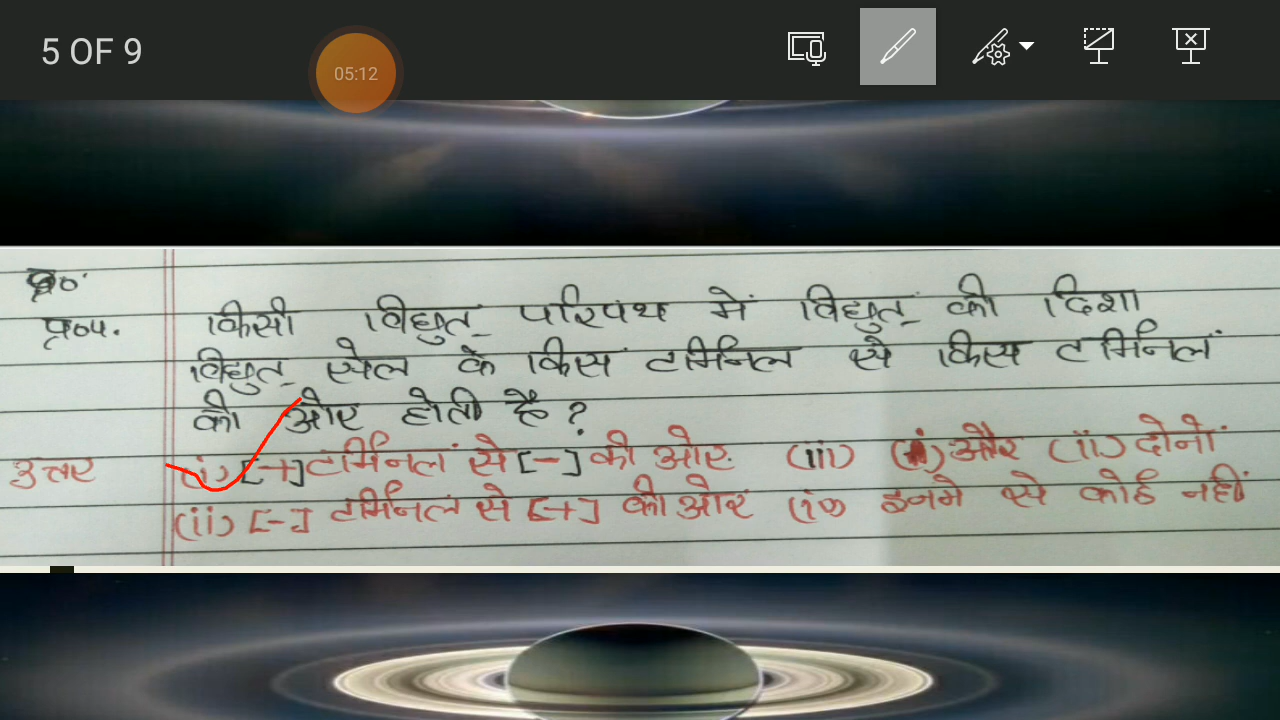 5 OF 9
05:12
प्र०
प्र०५. किसी विद्युत् परिपथ में विद्युत् की दिशा
विद्युत् सेल के किस टर्मिनल से किस टर्मिनल
की ओर होती है ?
उत्तर (i) [+] टर्मिनल से [-] की ओर (iii) (i) और (ii) दोनों
(ii) [-] टर्मिनल से [+] की ओर (iv) इनमे से कोई नहीं